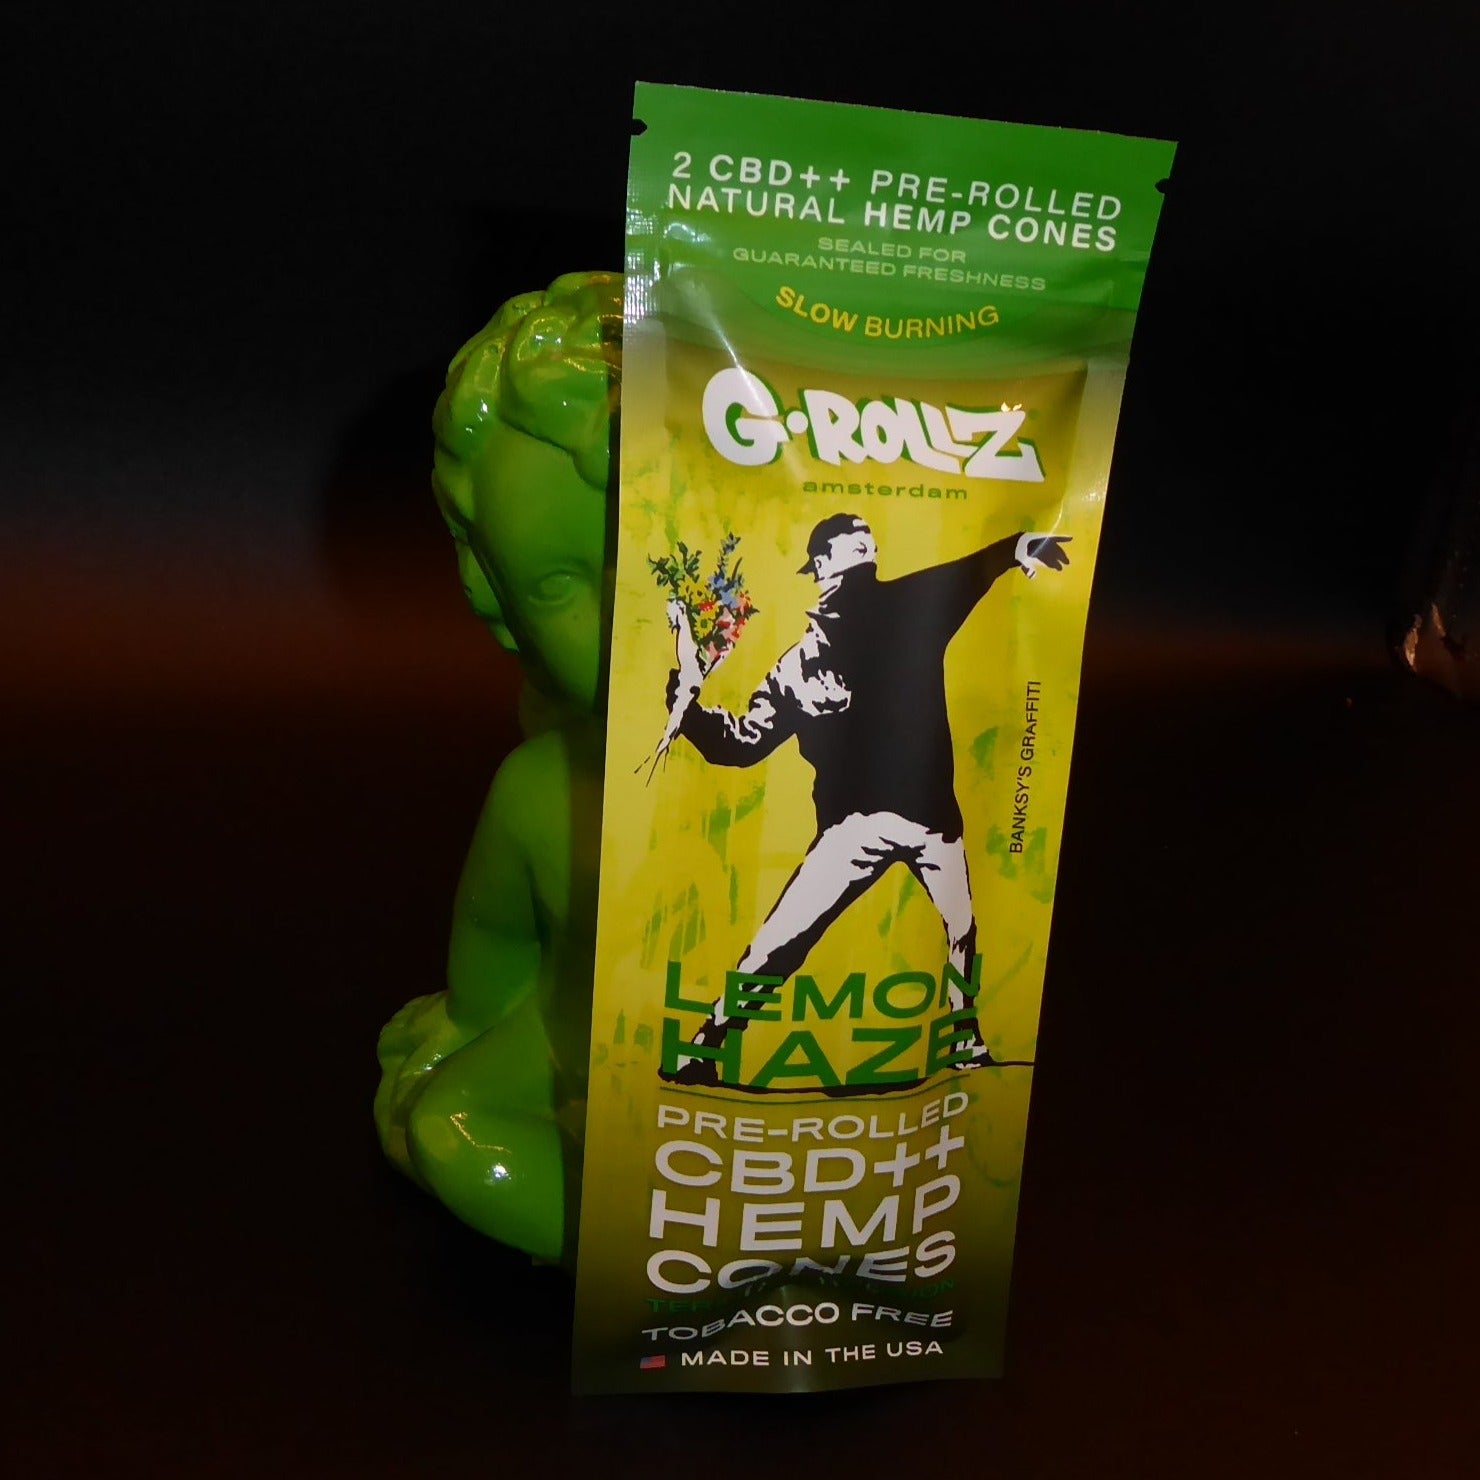 2 CBD++ PRE-ROLLED
NATURAL HEMP CONES
SEALED FOR
GUARANTEED FRESHNESS
SLOW BURNING
G·ROLLZ
amsterdam
BANKSY'S GRAFFITI
LEMON
HAZE
PRE-ROLLED
CBD++
HEMP
CONES
TOBACCO FREE
MADE IN THE USA